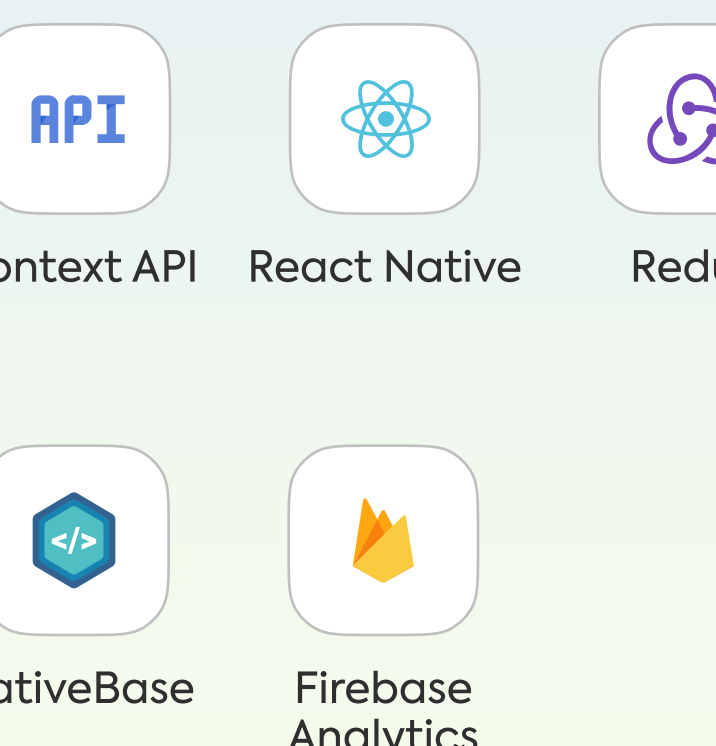 API
ontext API React Native Redu
</>
ativeBase Firebase
Analytics